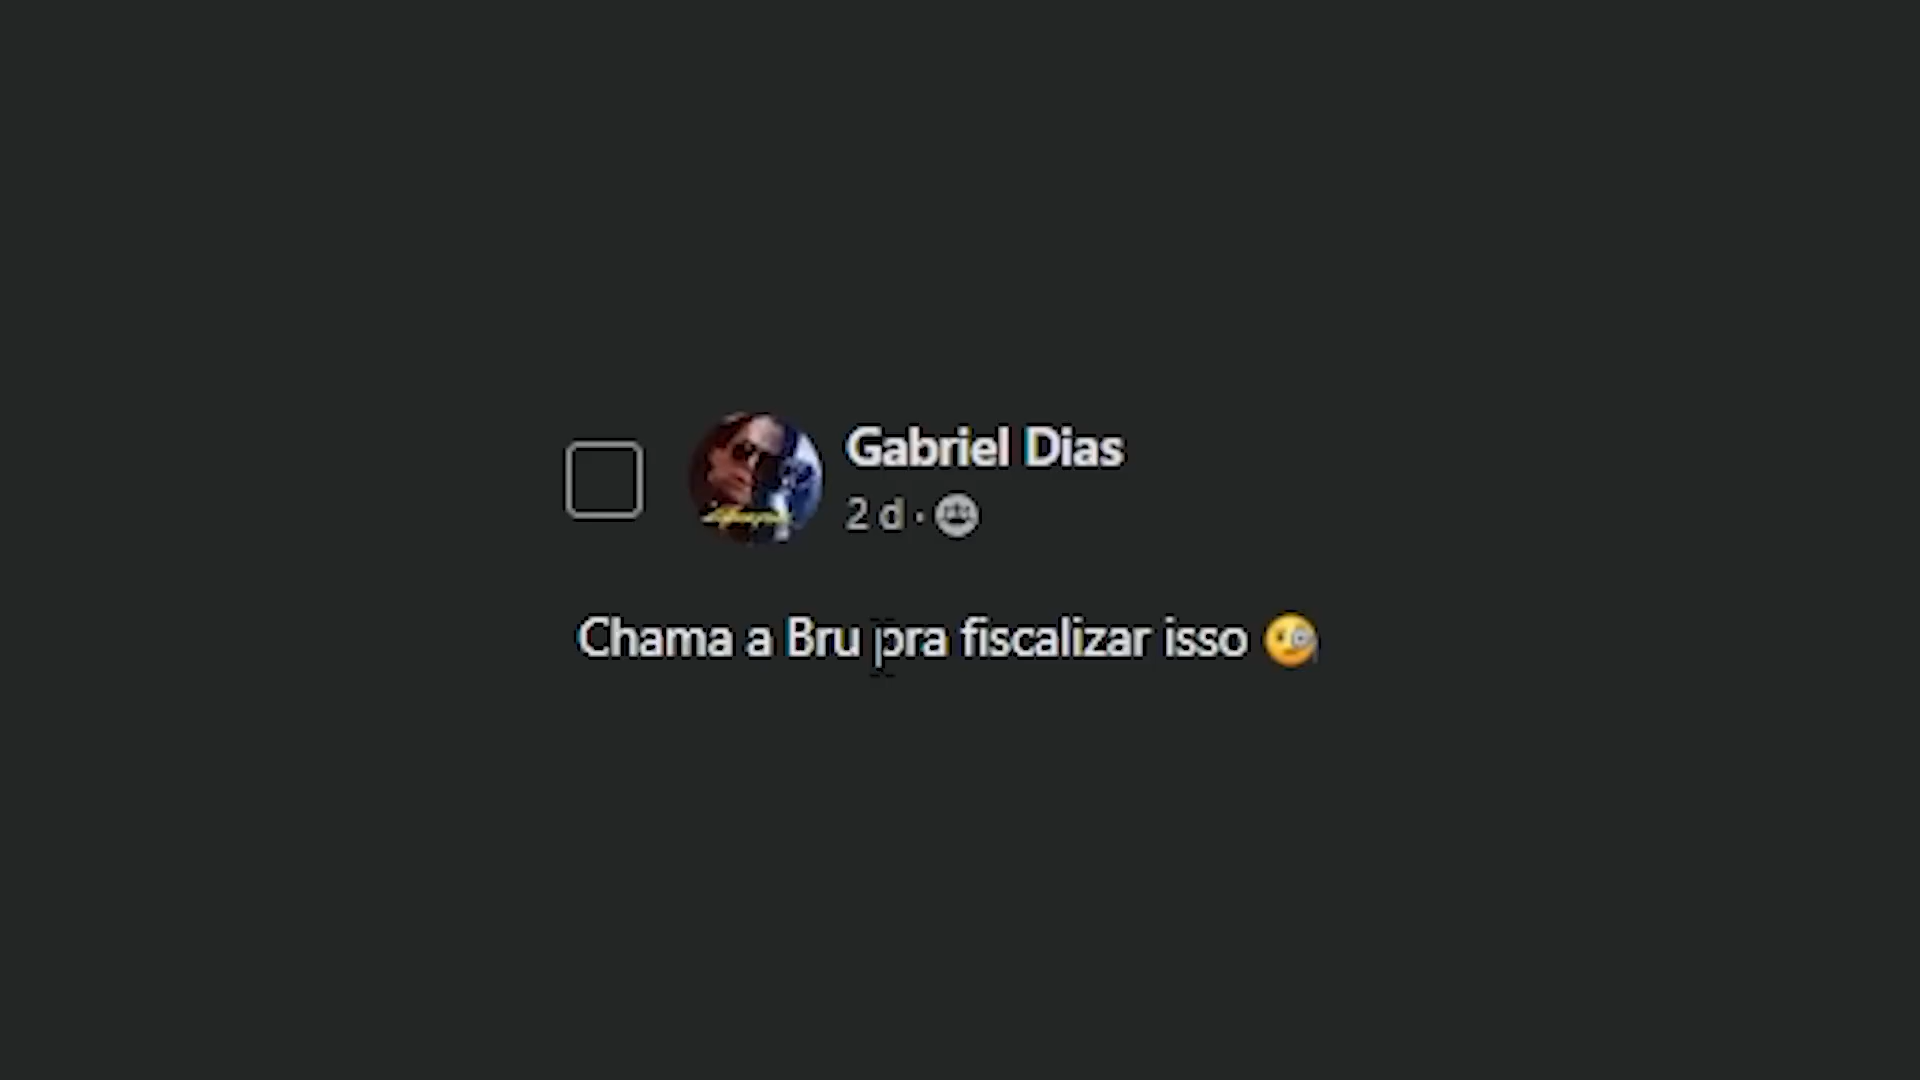 Gabriel Dias
2 d ·
Chama a Bru pra fiscalizar isso 🧐